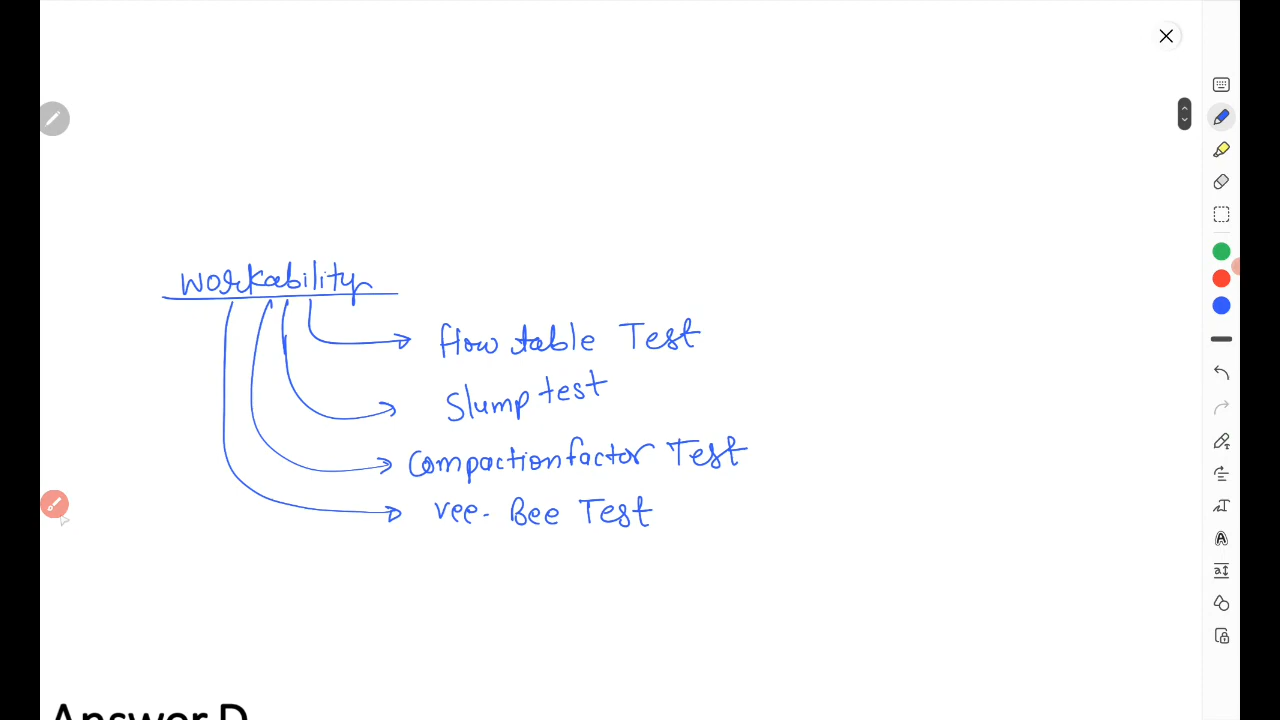 workability
flow table Test
Slump test
Compaction factor Test
Vee-Bee Test
Answer D